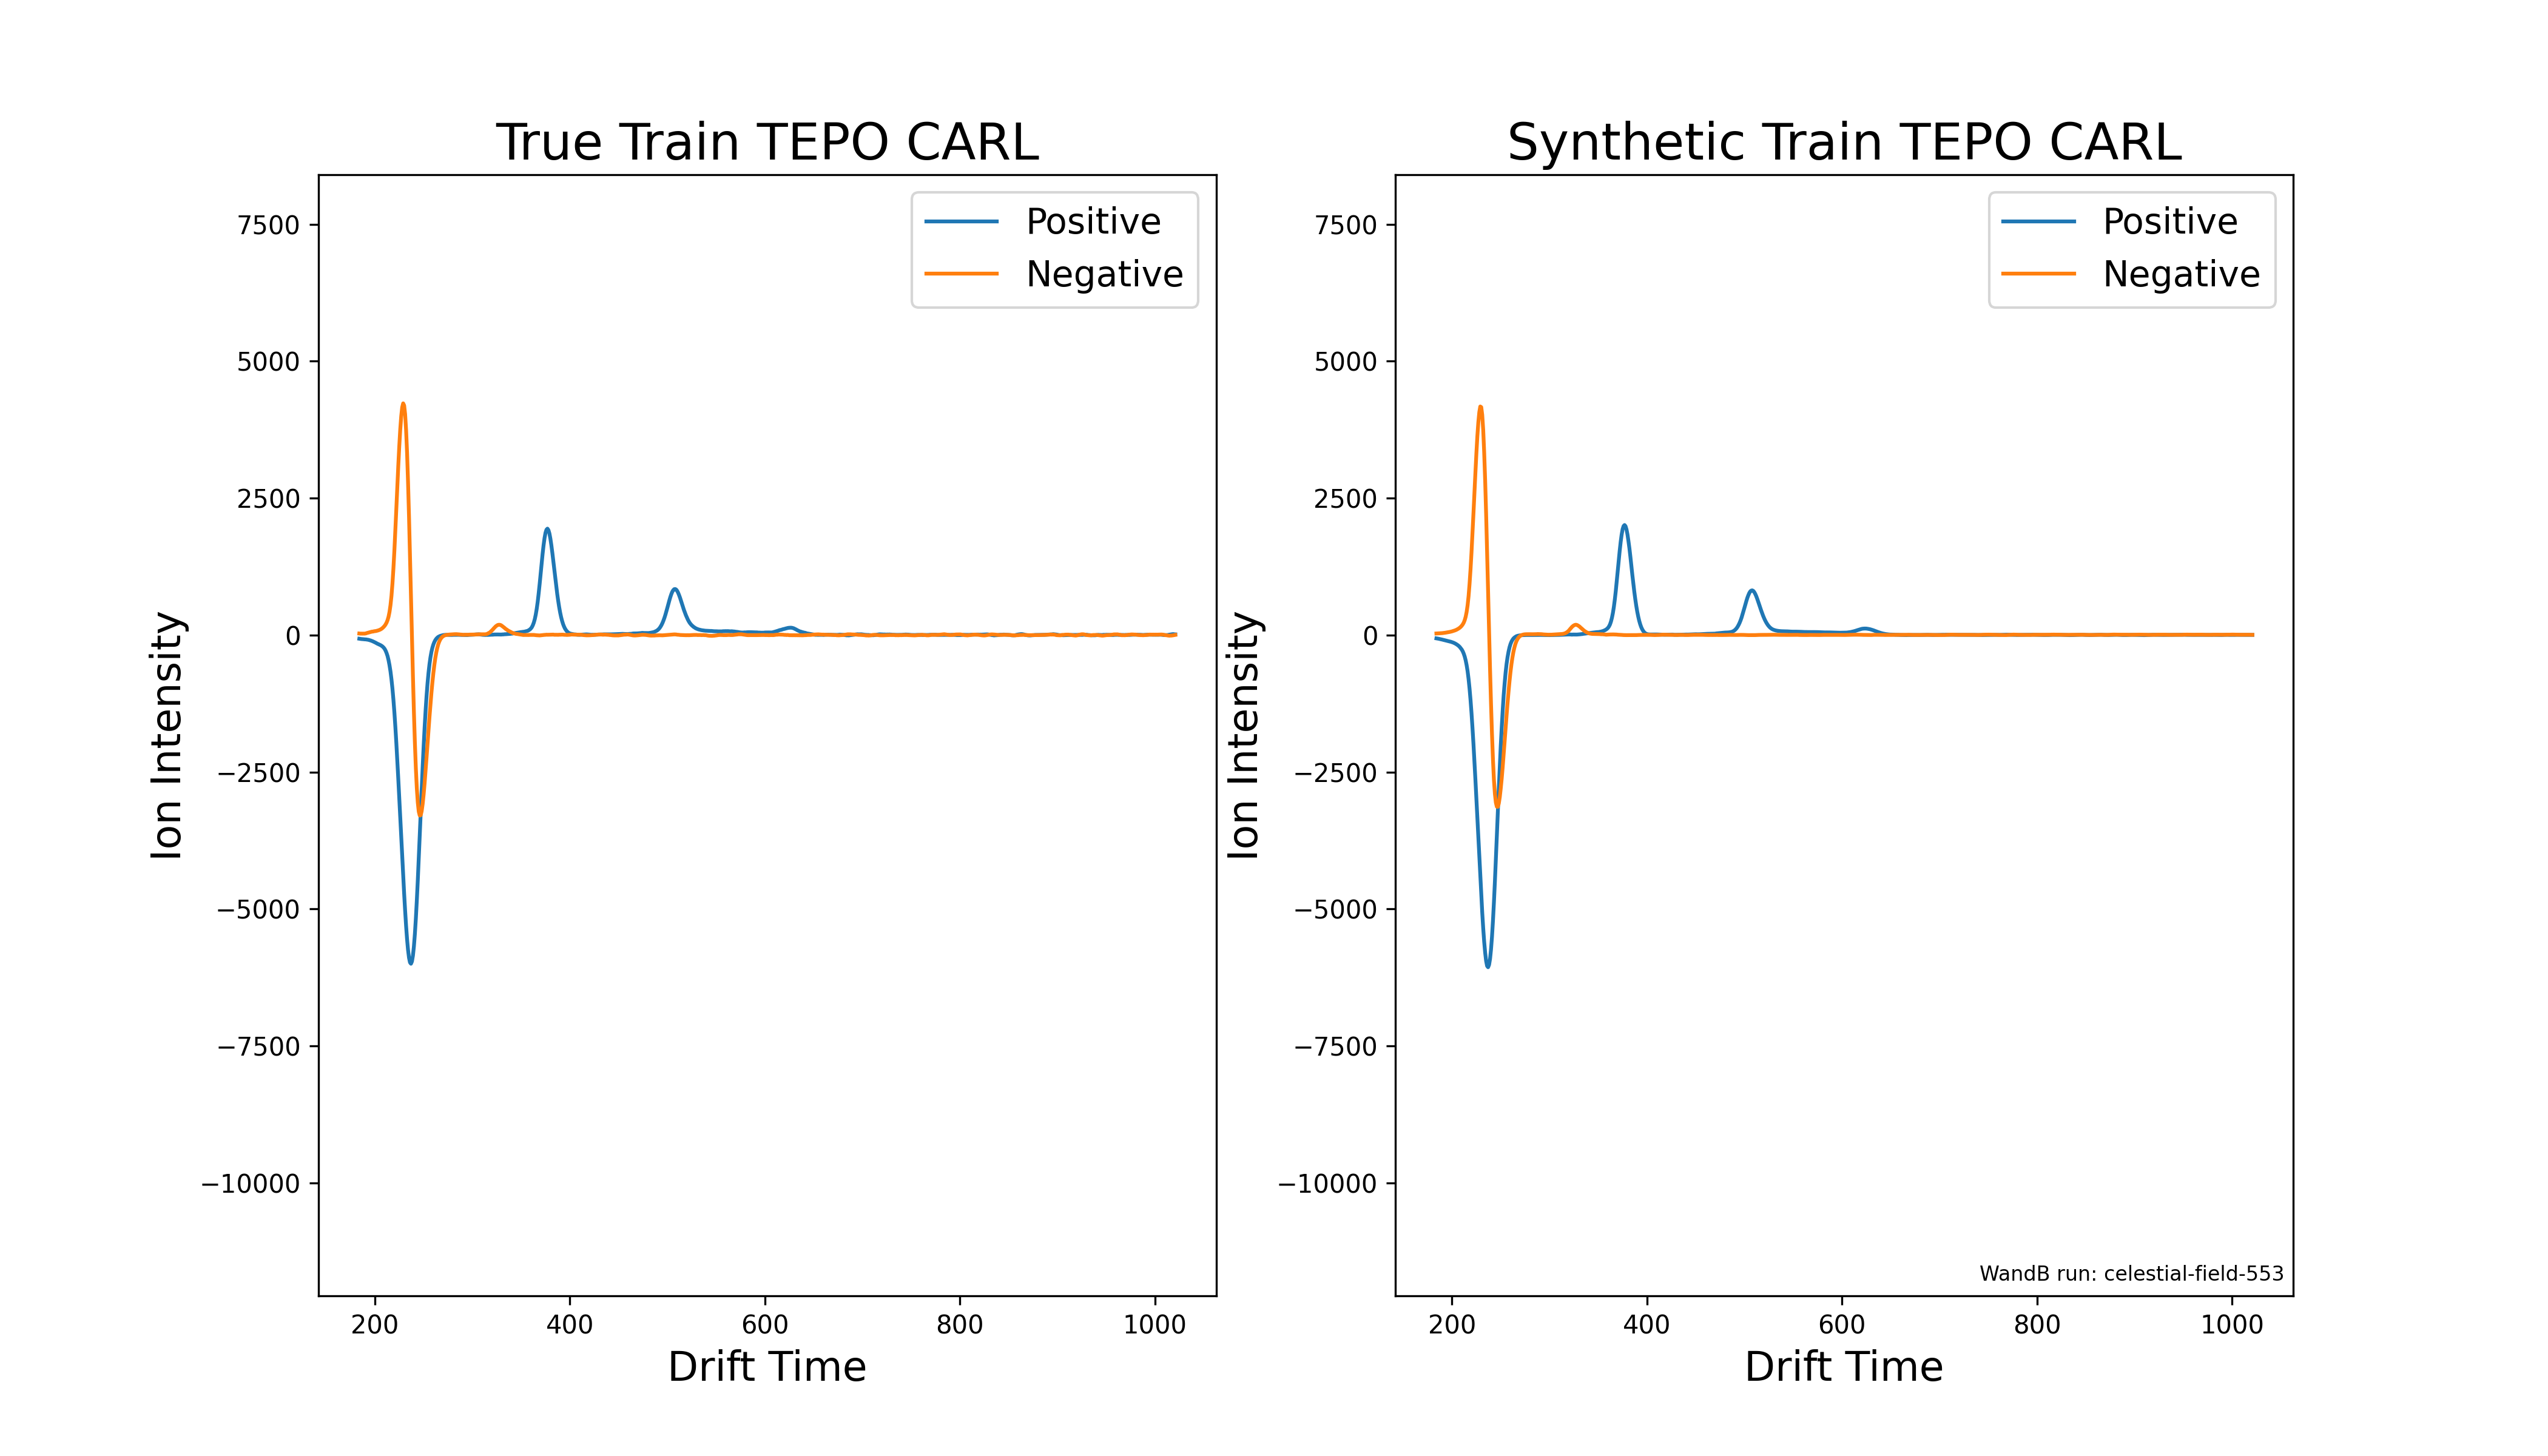 True Train TEPO CARL
Positive
Negative
7500
5000
2500
0
−2500
−5000
−7500
−10000
Ion Intensity
200 400 600 800 1000
Drift Time
Synthetic Train TEPO CARL
Positive
Negative
7500
5000
2500
0
−2500
−5000
−7500
−10000
Ion Intensity
WandB run: celestial-field-553
200 400 600 800 1000
Drift Time